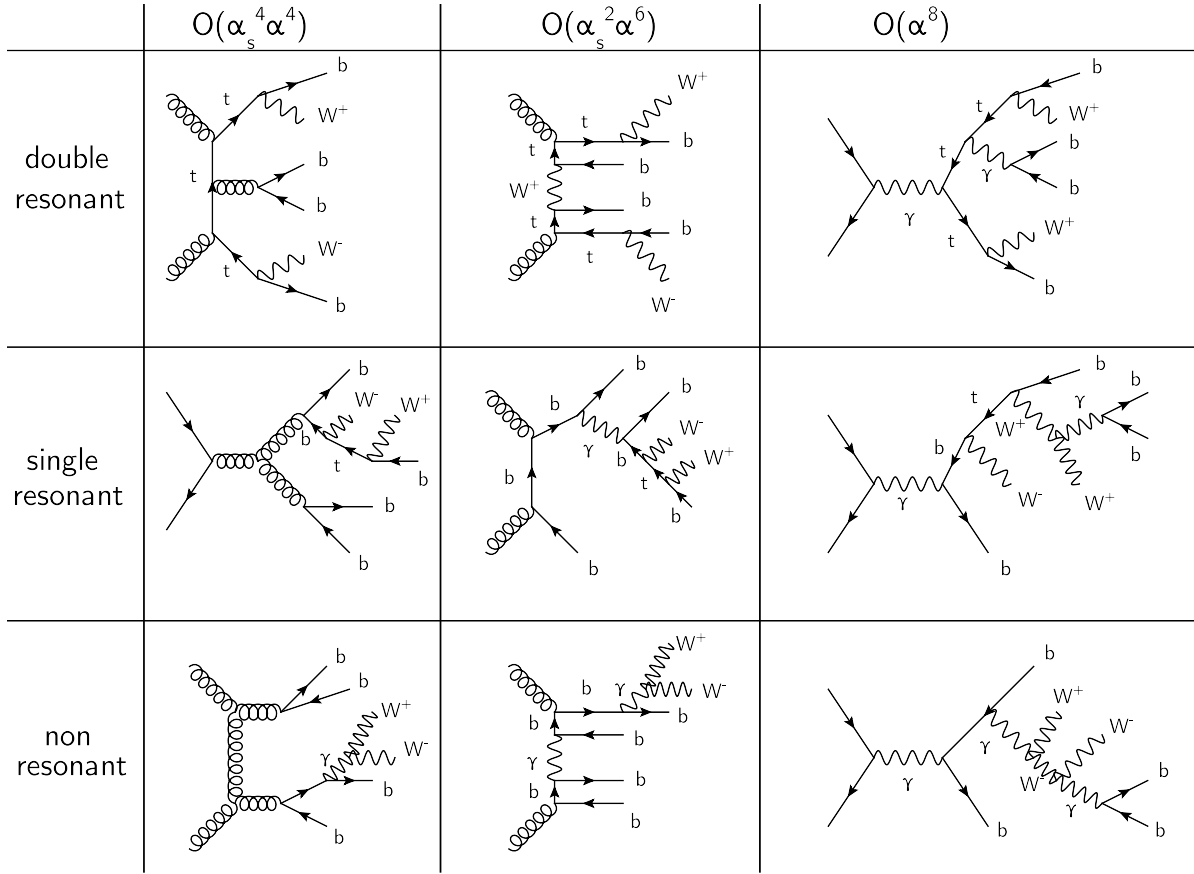 O(αₛ⁴α⁴) O(αₛ²α⁶) O(α⁸)
double
resonant
t b W⁺ t b b t W⁻ b
t W⁺ b t b W⁺ b t t b W⁻
γ t t b W⁺ γ b b t W⁺ b
single
resonant
b b W⁻ W⁺ t b b b
b b b γ b b W⁻ W⁺ t b b
γ b t b W⁺ γ b b W⁻ W⁺ b
non
resonant
b b W⁺ γ W⁻ b b
b γ W⁺ W⁻ b b b γ b b b
γ b γ W⁺ W⁻ W⁻ γ b b b